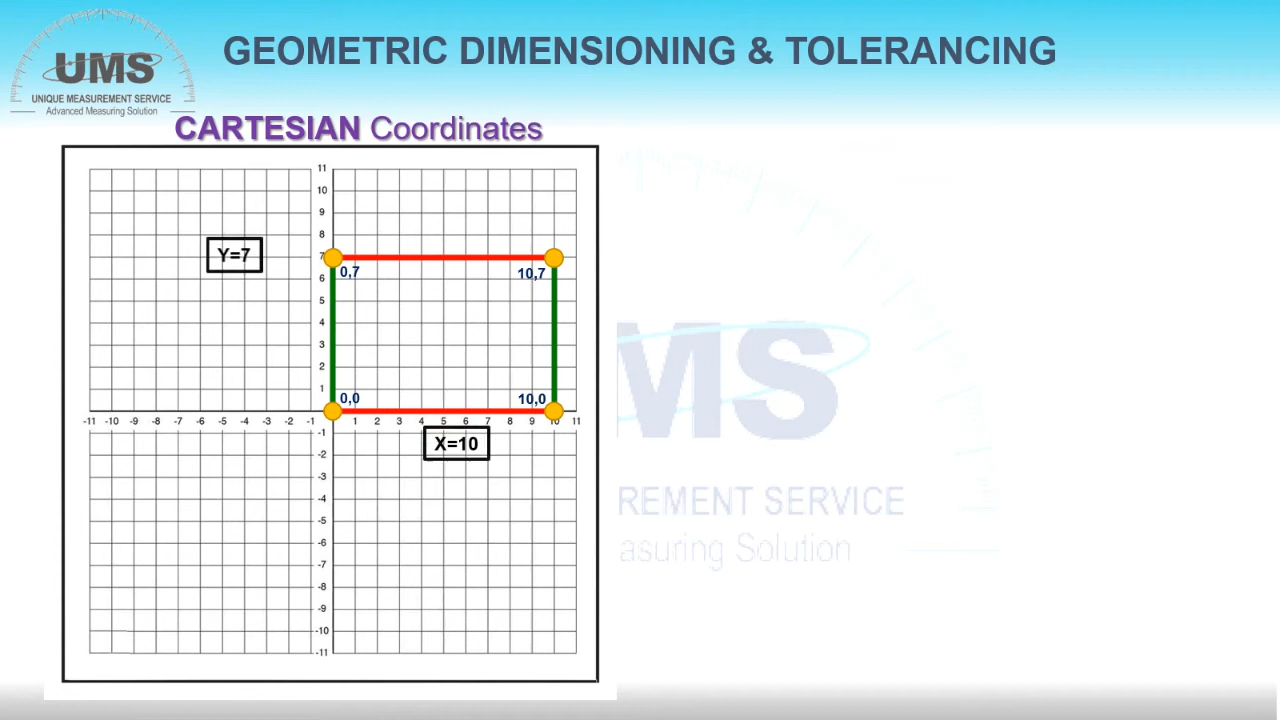 GEOMETRIC DIMENSIONING & TOLERANCING
UMS
UNIQUE MEASUREMENT SERVICE
Advanced Measuring Solution
CARTESIAN Coordinates
11
10
9
8
Y=7
7
0,7
10,7
6
5
4
3
2
1
0,0
10,0
-11 -10 -9 -8 -7 -6 -5 -4 -3 -2 -1 1 2 3 4 5 6 7 8 9 10 11
-1
X=10
-2
-3
-4
-5
-6
-7
-8
-9
-10
-11
MS
REMENT SERVICE
asuring Solution